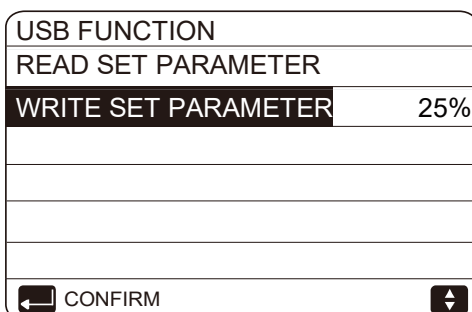 USB FUNCTION
READ SET PARAMETER
WRITE SET PARAMETER 25%
CONFIRM